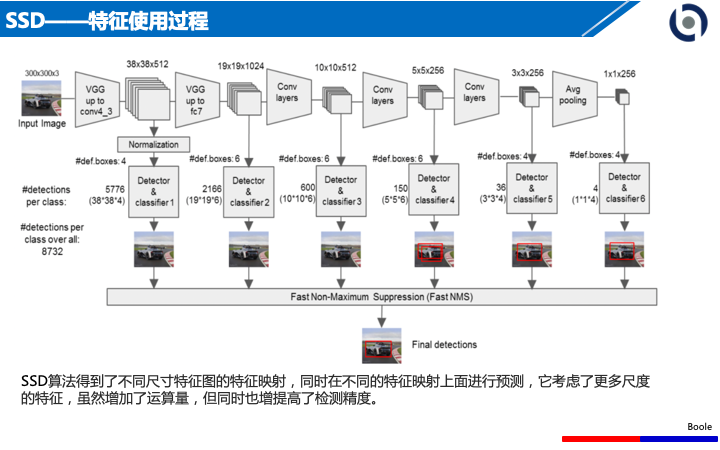 SSD——特征使用过程
300x300x3
Input Image
VGG
up to
conv4_3
38x38x512
VGG
up to
fc7
19x19x1024
Conv
layers
10x10x512
Conv
layers
5x5x256
Conv
layers
3x3x256
Avg
pooling
1x1x256
Normalization
#def.boxes: 4
#def.boxes: 6
#def.boxes: 6
#def.boxes: 6
#def.boxes: 4
#def.boxes: 4
#detections
per class:
5776
(38*38*4)
Detector
&
classifier1
2166
(19*19*6)
Detector
&
classifier 2
600
(10*10*6)
Detector
&
classifier 3
150
(5*5*6)
Detector
&
classifier 4
36
(3*3*4)
Detector
&
classifier 5
4
(1*1*4)
Detector
&
classifier 6
#detections per
class over all:
8732
Fast Non-Maximum Suppression (Fast NMS)
Final detections
SSD算法得到了不同尺寸特征图的特征映射，同时在不同的特征映射上面进行预测，它考虑了更多尺度
的特征，虽然增加了运算量，但同时也增提高了检测精度。
Boole